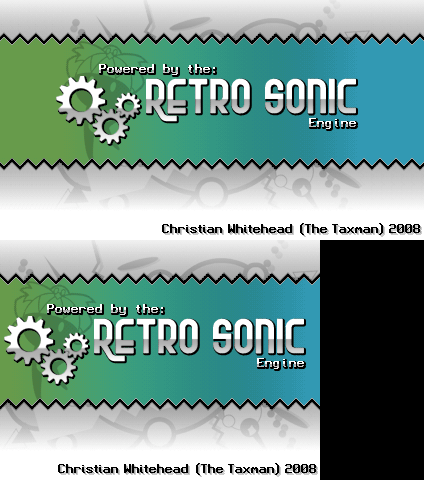 Powered by the:
RETRO SONIC
Engine
Christian Whitehead (The Taxman) 2008
Powered by the:
RETRO SONIC
Engine
Christian Whitehead (The Taxman) 2008